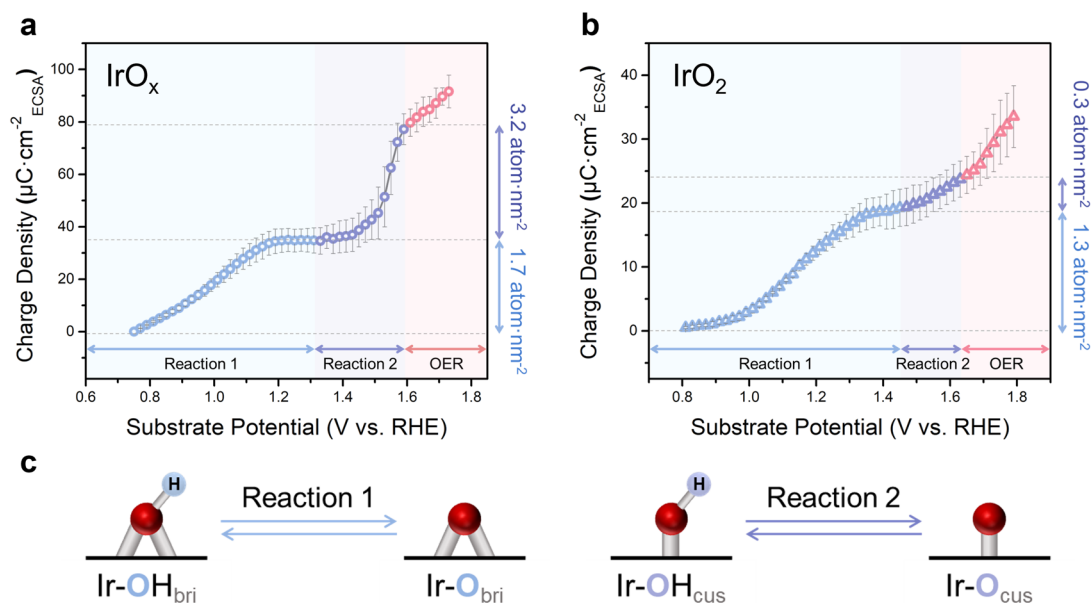 a
IrOx
Charge Density (µC·cm-2 ECSA)
100
80
60
40
20
0
3.2 atom·nm-2
1.7 atom·nm-2
Reaction 1
Reaction 2
OER
0.6 0.8 1.0 1.2 1.4 1.6 1.8
Substrate Potential (V vs. RHE)
b
IrO2
Charge Density (µC·cm-2 ECSA)
40
30
20
10
0
0.3 atom·nm-2
1.3 atom·nm-2
Reaction 1
Reaction 2
OER
0.8 1.0 1.2 1.4 1.6 1.8
Substrate Potential (V vs. RHE)
c
H
Reaction 1
Ir-OHbri
Ir-Obri
H
Reaction 2
Ir-OHcus
Ir-Ocus